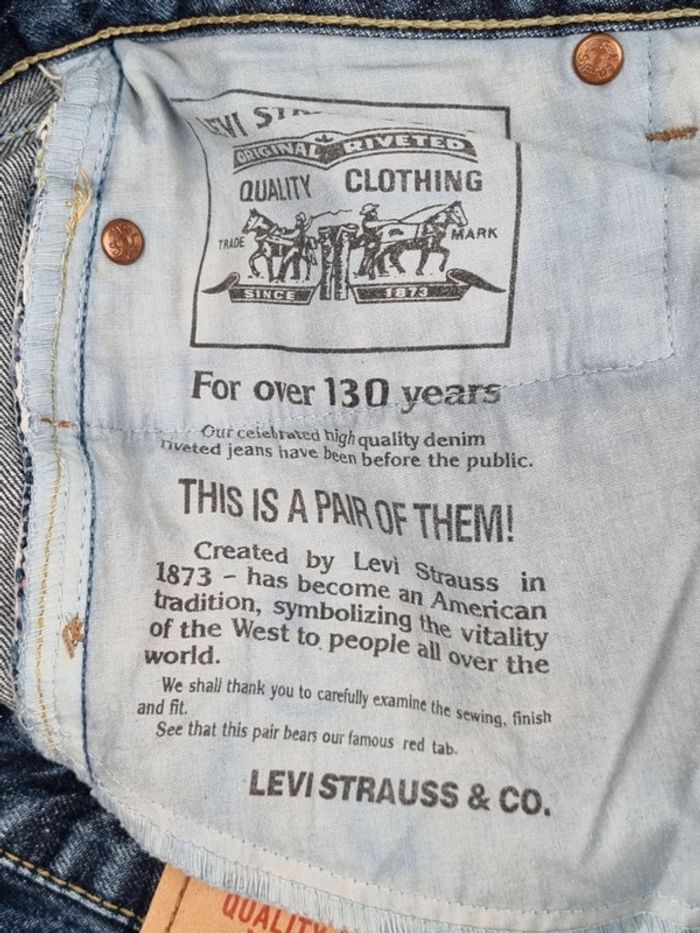 LEVI
ORIGINAL RIVETED
QUALITY CLOTHING
TRADE MARK
SINCE 1873
For over 130 years
Our celebrated high quality denim
riveted jeans have been before the public.
THIS IS A PAIR OF THEM!
Created by Levi Strauss in
1873 – has become an American
tradition, symbolizing the vitality
of the West to people all over the
world.
We shall thank you to carefully examine the sewing, finish
and fit.
See that this pair bears our famous red tab.
LEVI STRAUSS & CO.
QUALITY